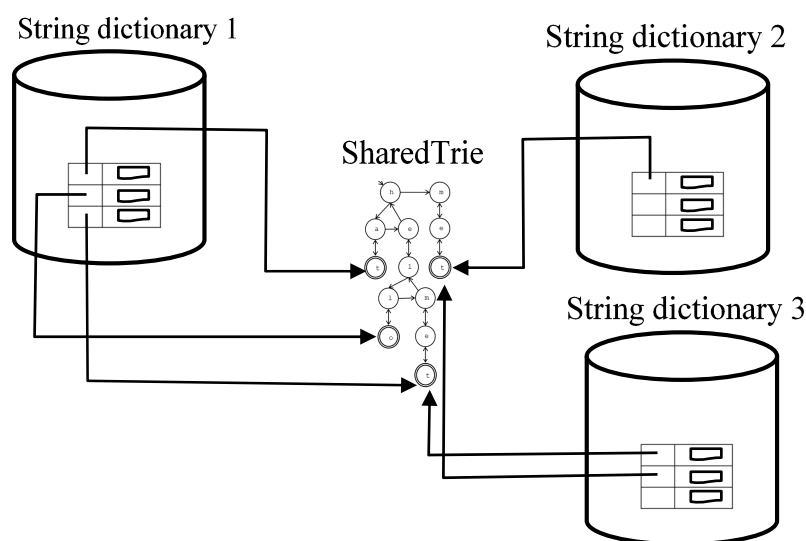 String dictionary 1
String dictionary 2
SharedTrie
h m
a e e
t l t
l m
o e
t
String dictionary 3